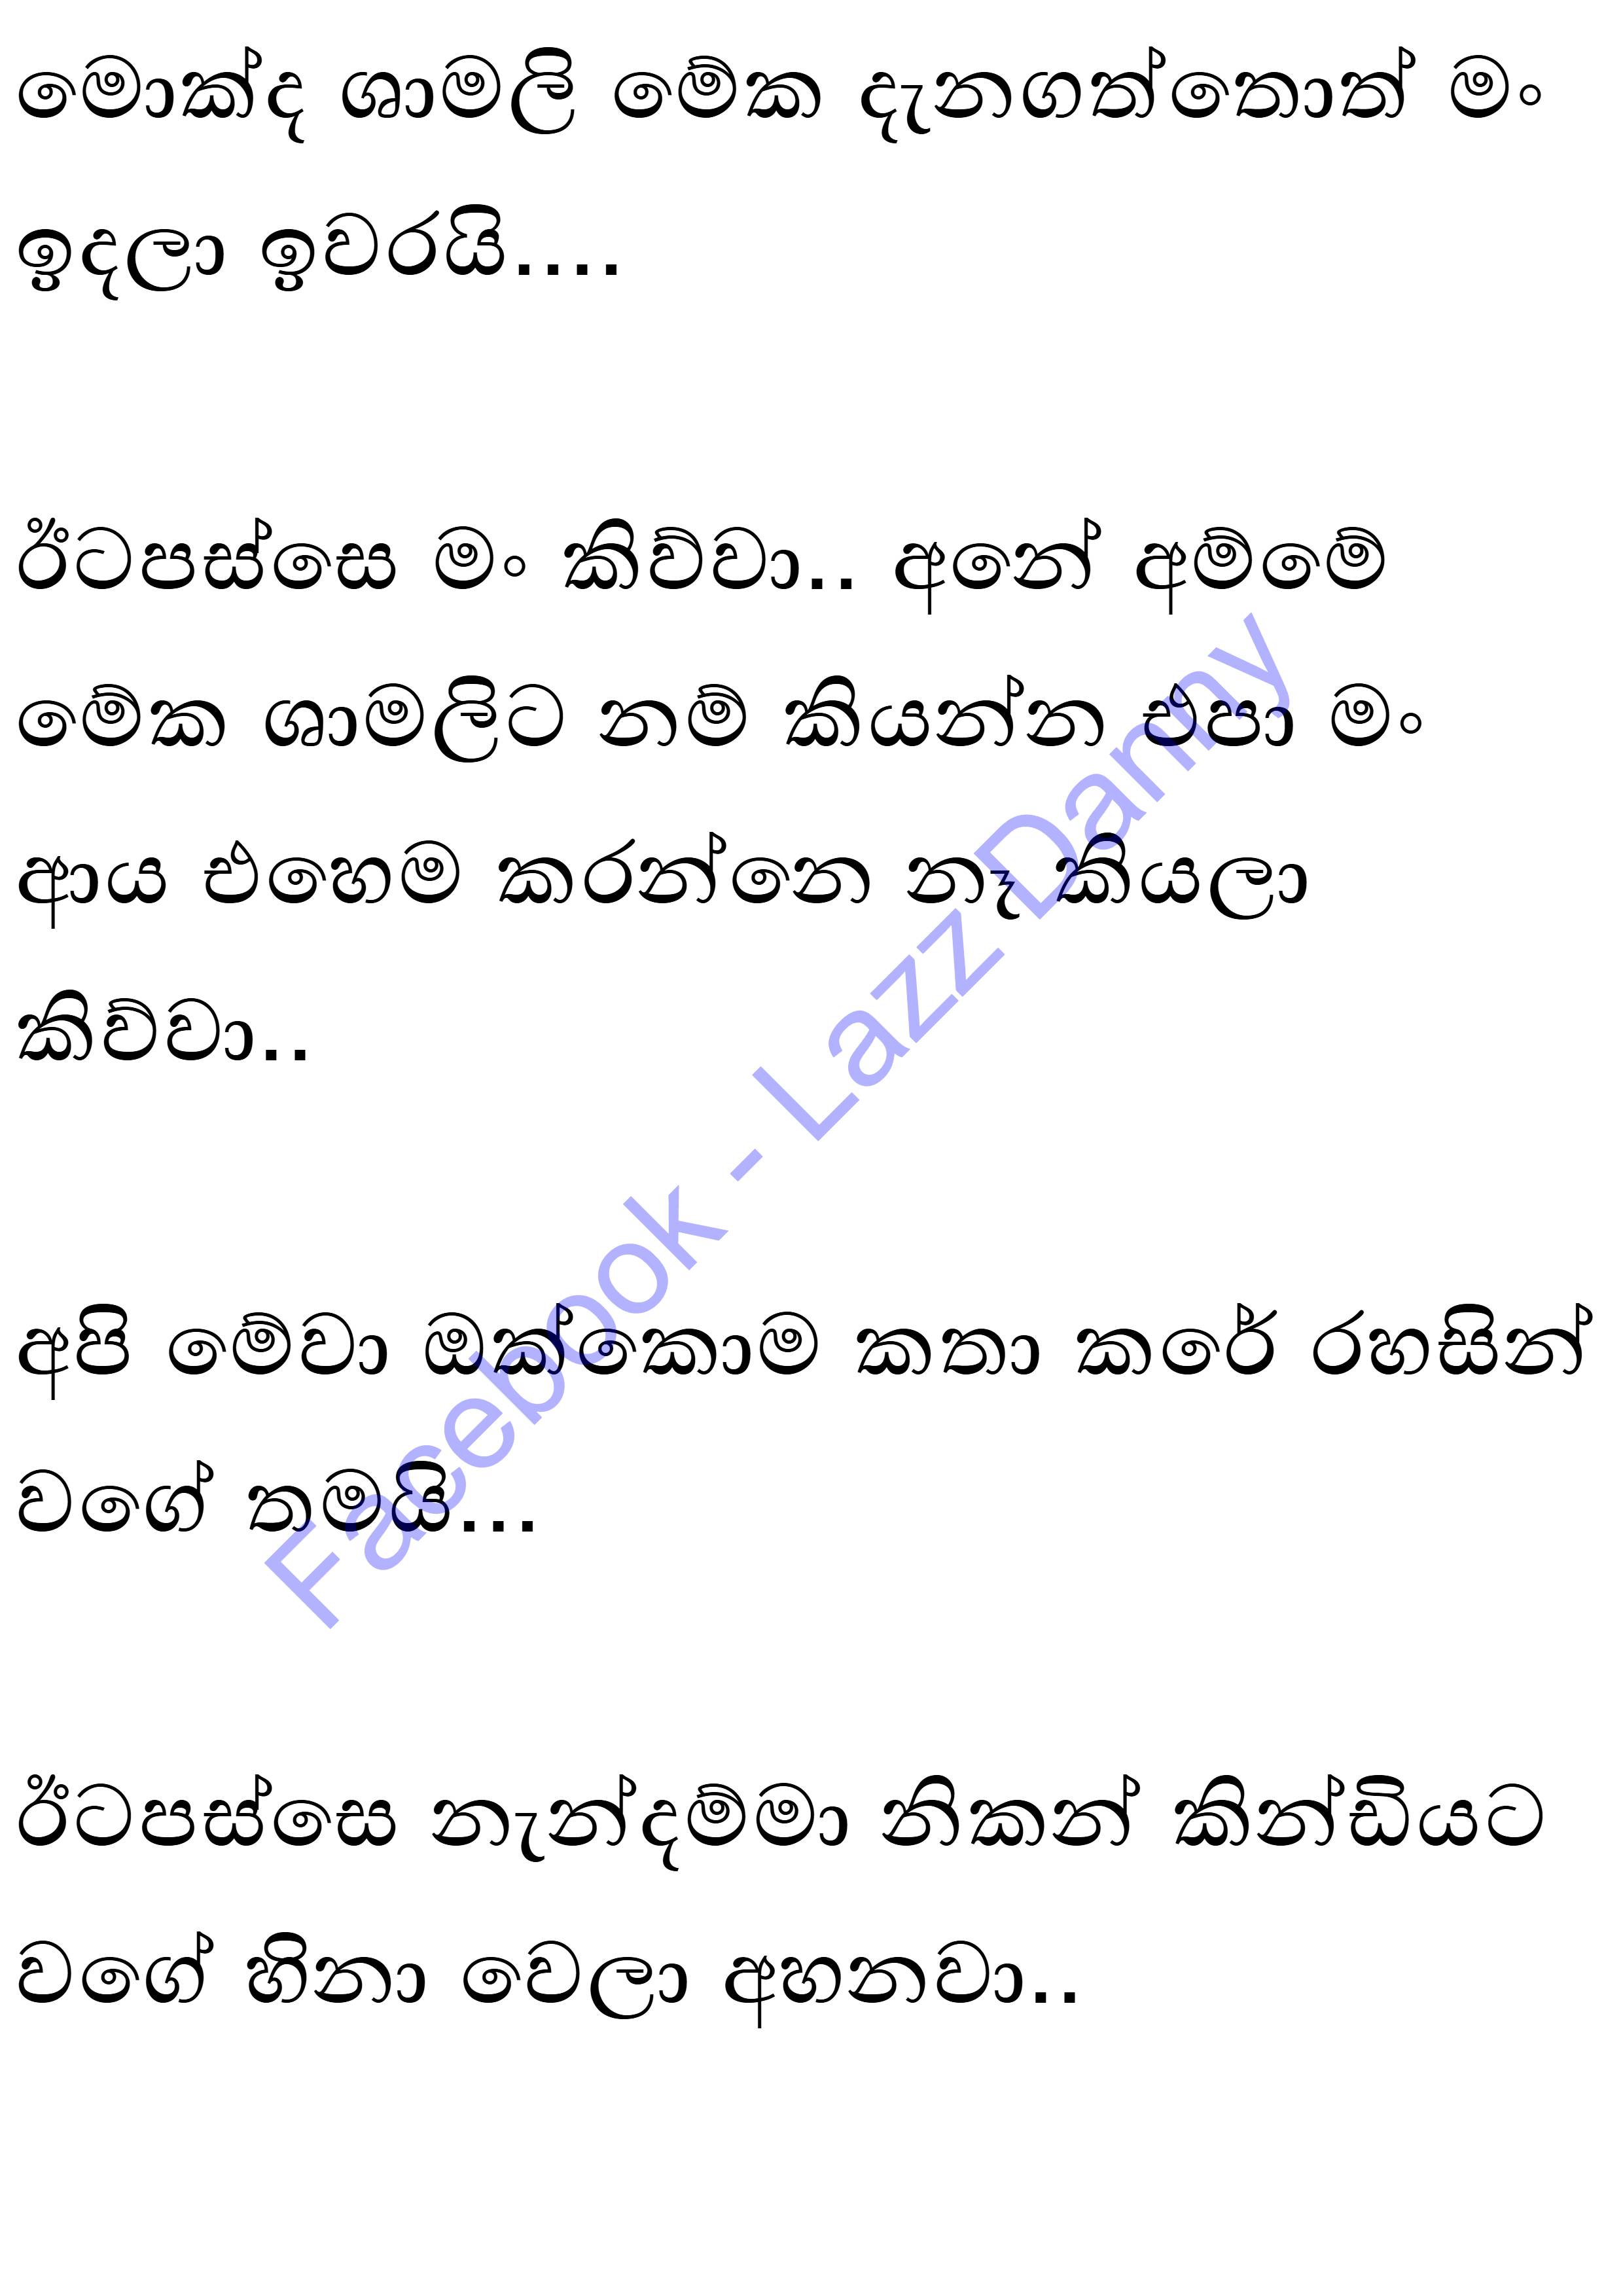 මොක්ද ශාමලි මේක දැනගත්තොත් මං
ඉදලා ඉවරයි....
ඊටපස්සෙ මං කිව්වා.. අනේ අම්මේ
මේක ශාමලිට නම් කියන්න එපා මං
ආය එහෙම කරන්නෙ නෑ කියලා
කිව්වා..
අපි මේවා ඔක්කොම කතා කරේ රහසින්
වගේ තමයි...
ඊටපස්සෙ නැන්දම්මා නිකන් කින්ඩියට
වගේ හිනා වෙලා අහනවා..
Facebook - Lazz Dammy